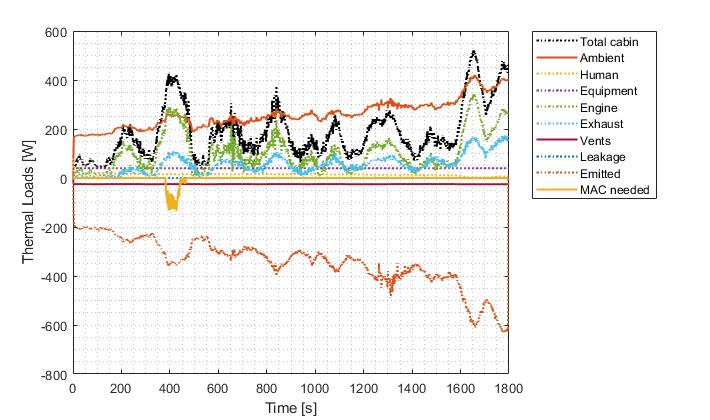 600
400
200
0
-200
-400
-600
-800
Thermal Loads [W]
0 200 400 600 800 1000 1200 1400 1600 1800
Time [s]
Total cabin
Ambient
Human
Equipment
Engine
Exhaust
Vents
Leakage
Emitted
MAC needed